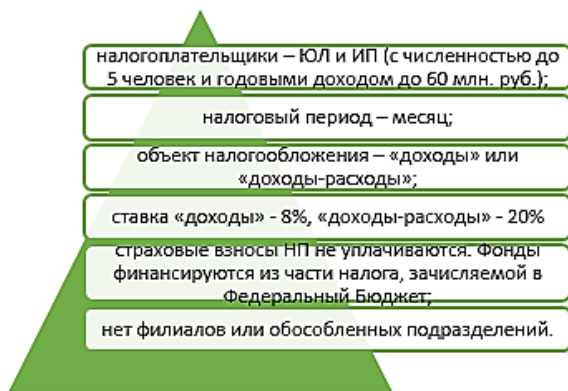 налогоплательщики – ЮЛ и ИП (с численностью до
5 человек и годовыми доходом до 60 млн. руб.);
налоговый период – месяц;
объект налогообложения – «доходы» или
«доходы-расходы»;
ставка «доходы» - 8%, «доходы-расходы» - 20%
страховые взносы НП не уплачиваются. Фонды
финансируются из части налога, зачисляемой в
Федеральный Бюджет;
нет филиалов или обособленных подразделений.